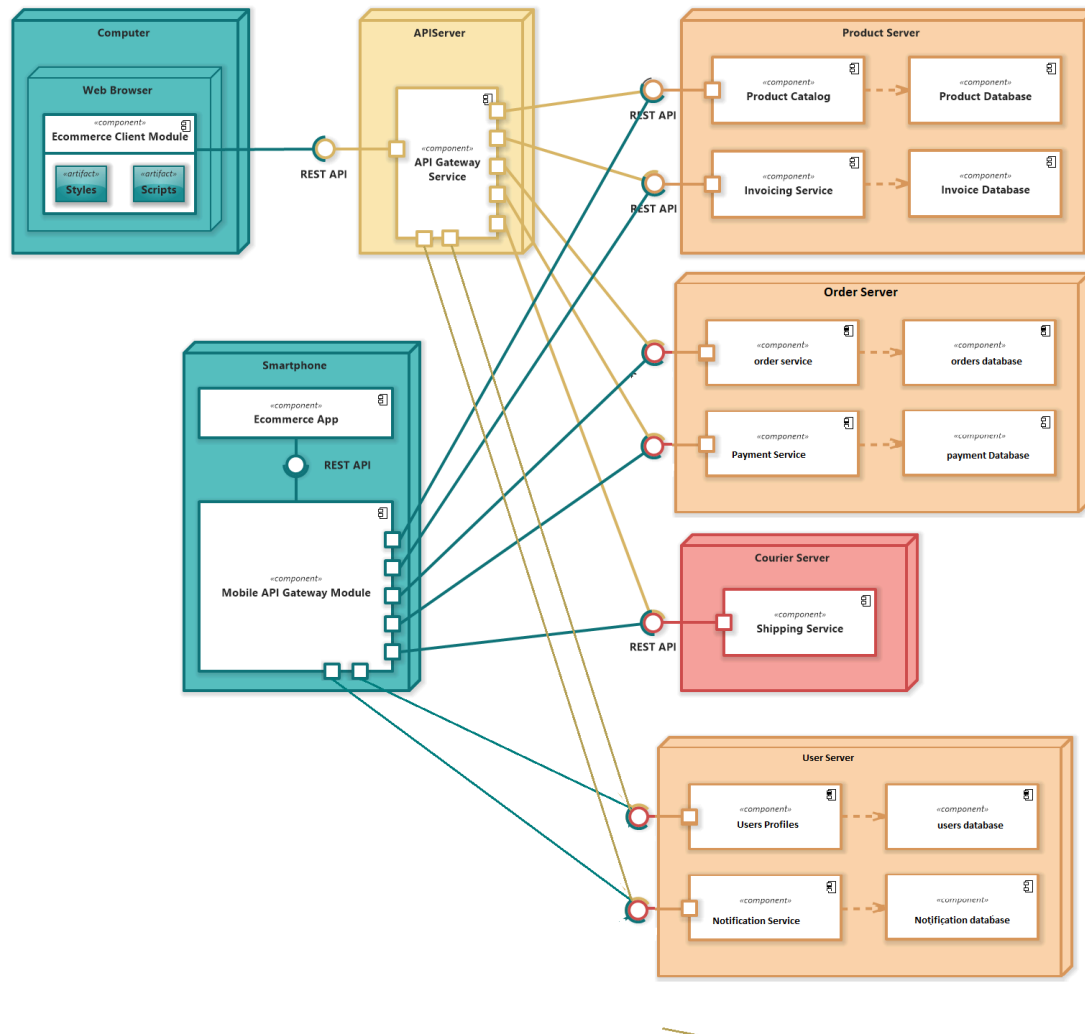 Computer
Web Browser
«component»
Ecommerce Client Module
«artifact»
Styles
«artifact»
Scripts
REST API
APIServer
«component»
API Gateway
Service
Product Server
REST API
«component»
Product Catalog
Product Database
REST API
«component»
Invoicing Service
«component»
Invoice Database
Order Server
«component»
order service
«component»
orders database
«component»
Payment Service
«component»
payment Database
Smartphone
«component»
Ecommerce App
REST API
«component»
Mobile API Gateway Module
Courier Server
REST API
«component»
Shipping Service
User Server
«component»
Users Profiles
«component»
users database
«component»
Notification Service
«component»
Notification database